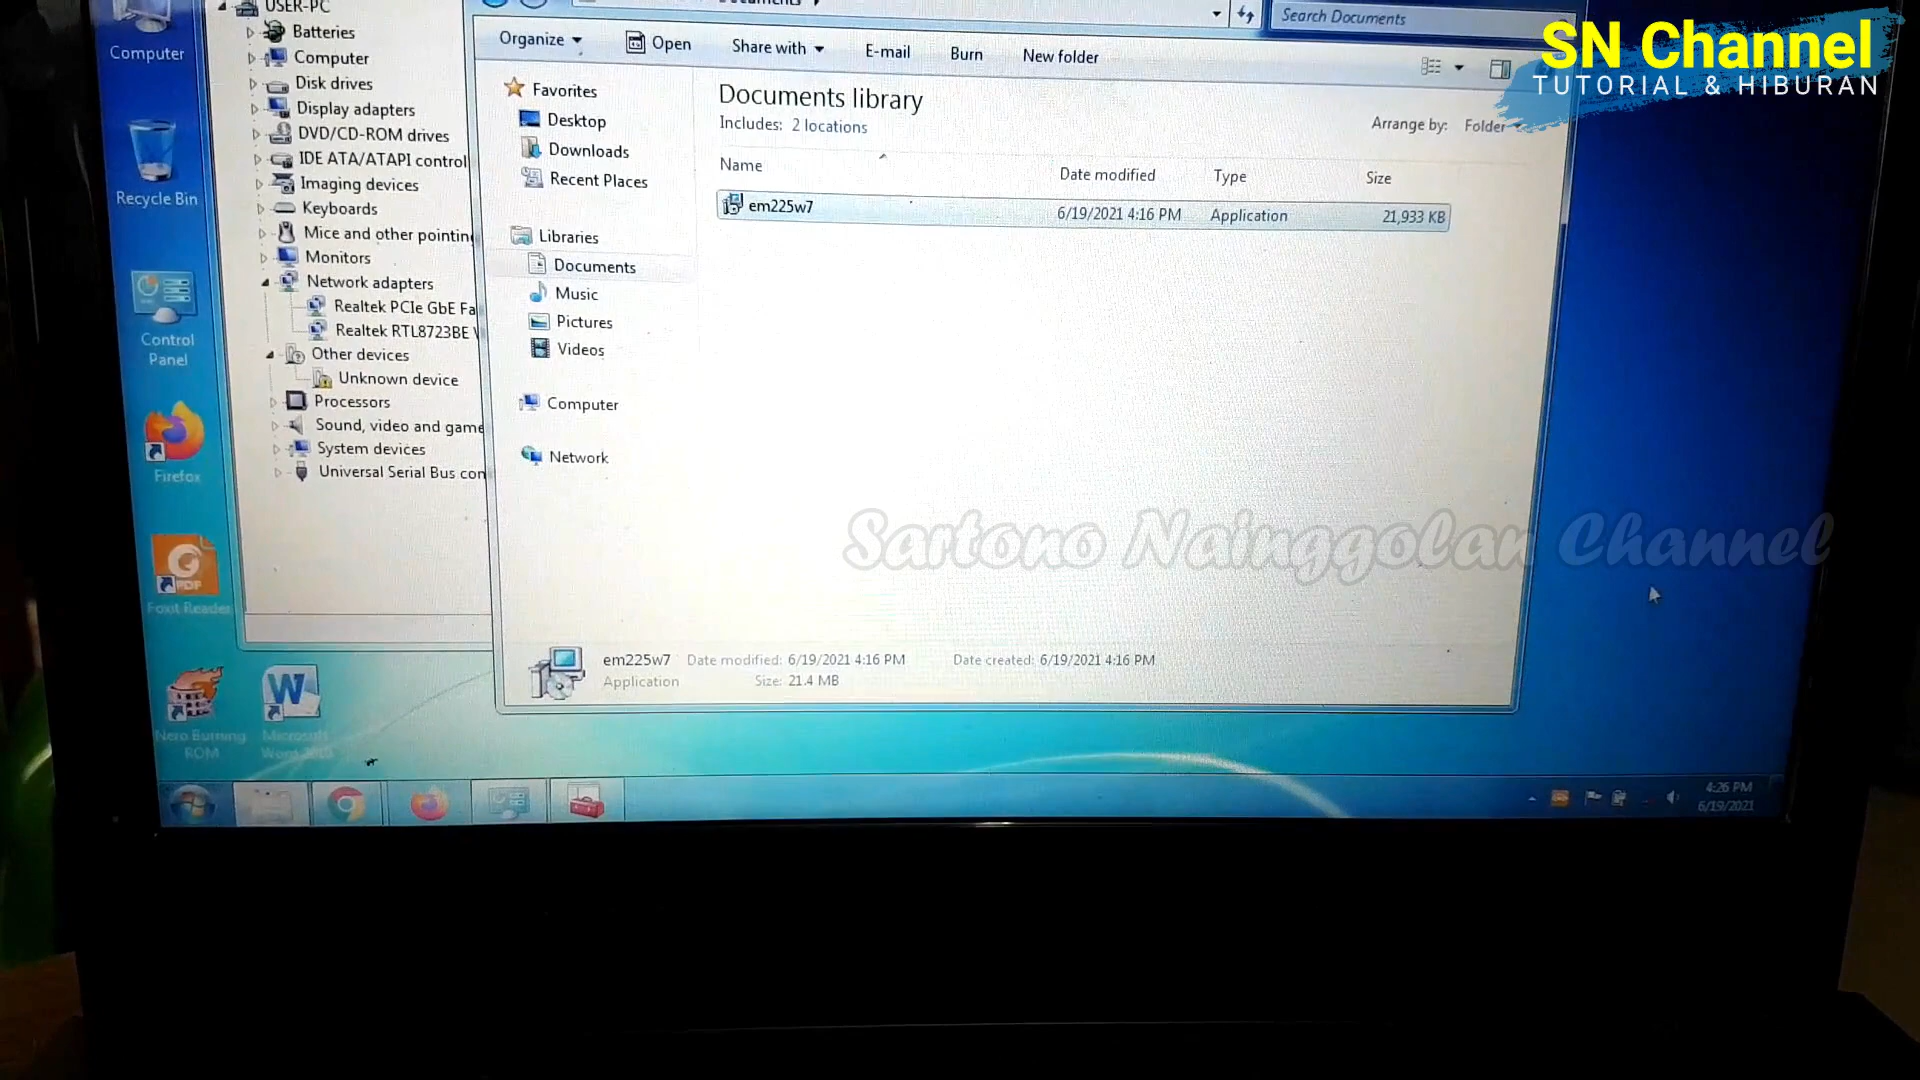 SN Channel
TUTORIAL & HIBURAN
Computer
Recycle Bin
Control
Panel
Firefox
Foxit Reader
Nero Burning
ROM
Microsoft
USER-PC
Batteries
Computer
Disk drives
Display adapters
DVD/CD-ROM drives
IDE ATA/ATAPI control
Imaging devices
Keyboards
Mice and other pointin
Monitors
Network adapters
Realtek PCIe GbE Fa
Realtek RTL8723BE
Other devices
Unknown device
Processors
Sound, video and game
System devices
Universal Serial Bus con
Search Documents
Organize
Open
Share with
E-mail
Burn
New folder
Favorites
Desktop
Downloads
Recent Places
Libraries
Documents
Music
Pictures
Videos
Computer
Network
Documents library
Includes: 2 locations
Arrange by: Folder
Name
Date modified
Type
Size
em225w7
6/19/2021 4:16 PM
Application
21,933 KB
Sartono Nainggolan Channel
em225w7 Date modified: 6/19/2021 4:16 PM Date created: 6/19/2021 4:16 PM
Application Size: 21.4 MB
4:26 PM
6/19/2021